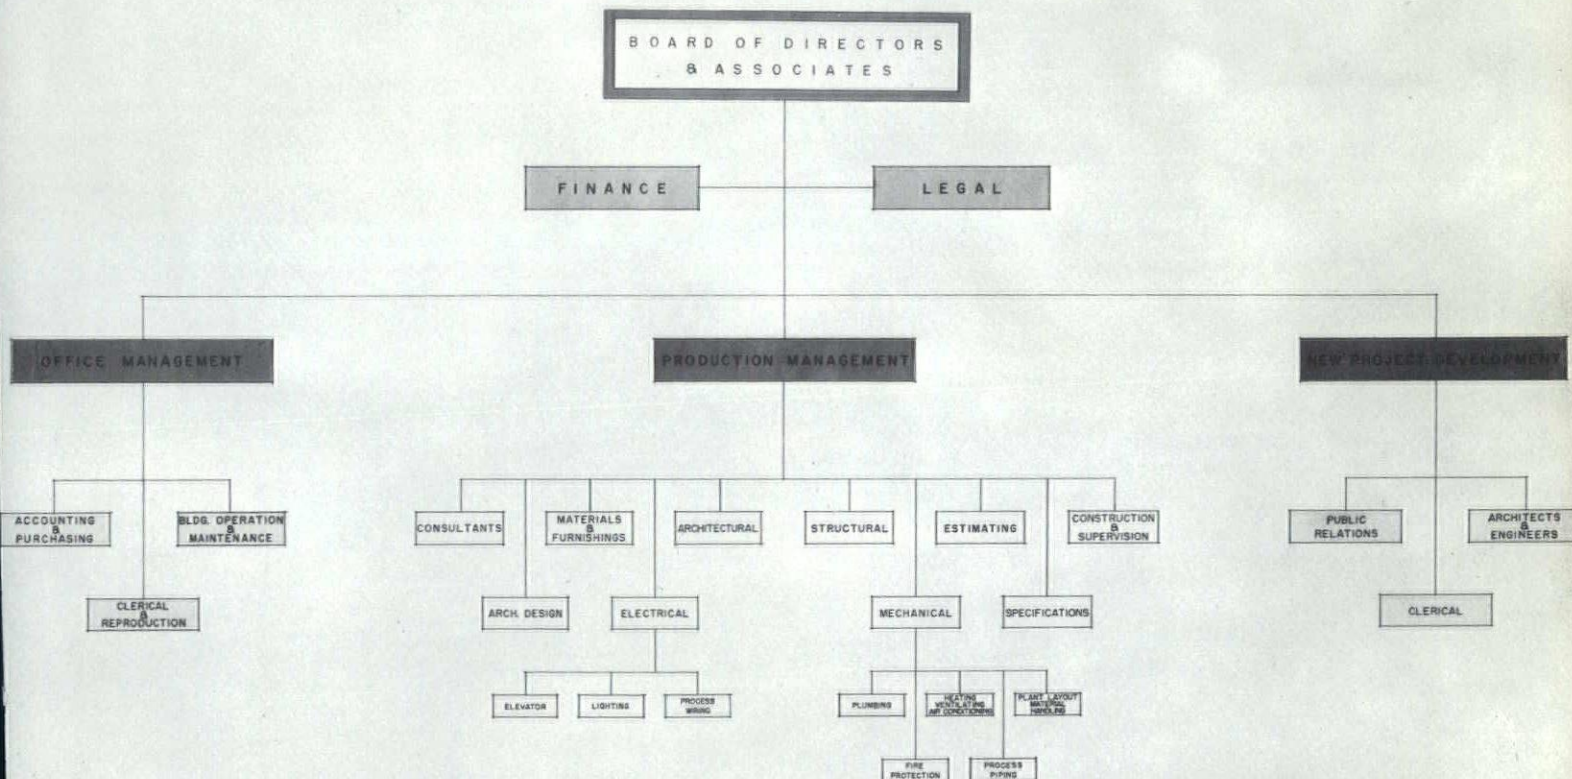 BOARD OF DIRECTORS
& ASSOCIATES
FINANCE
LEGAL
OFFICE MANAGEMENT
PRODUCTION MANAGEMENT
NEW PROJECT DEVELOPMENT
ACCOUNTING
&
PURCHASING
BLDG. OPERATION
&
MAINTENANCE
CLERICAL
&
REPRODUCTION
CONSULTANTS
MATERIALS
&
FURNISHINGS
ARCHITECTURAL
STRUCTURAL
ESTIMATING
CONSTRUCTION
&
SUPERVISION
ARCH. DESIGN
ELECTRICAL
MECHANICAL
SPECIFICATIONS
ELEVATOR
LIGHTING
PROCESS
WIRING
PLUMBING
HEATING
VENTILATING
AIR CONDITIONING
PLANT LAYOUT
MATERIAL
HANDLING
FIRE
PROTECTION
PROCESS
PIPING
PUBLIC
RELATIONS
ARCHITECTS
&
ENGINEERS
CLERICAL